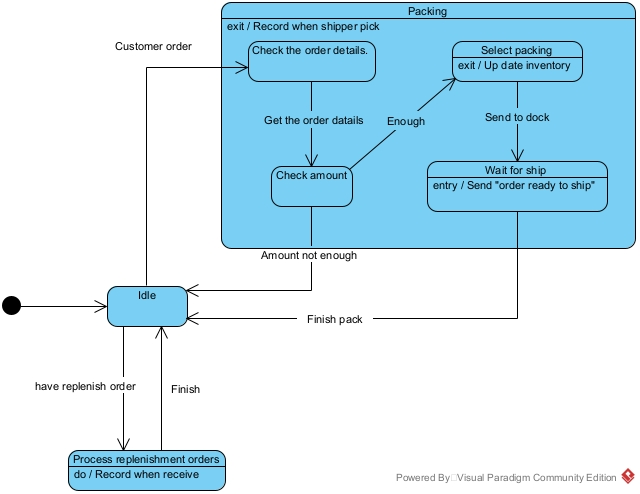 Packing
exit / Record when shipper pick
Customer order
Check the order details.
Select packing
exit / Up date inventory
Get the order datails
Enough
Send to dock
Check amount
Wait for ship
entry / Send "order ready to ship"
Amount not enough
Idle
Finish pack
have replenish order
Finish
Process replenishment orders
do / Record when receive
Powered By Visual Paradigm Community Edition